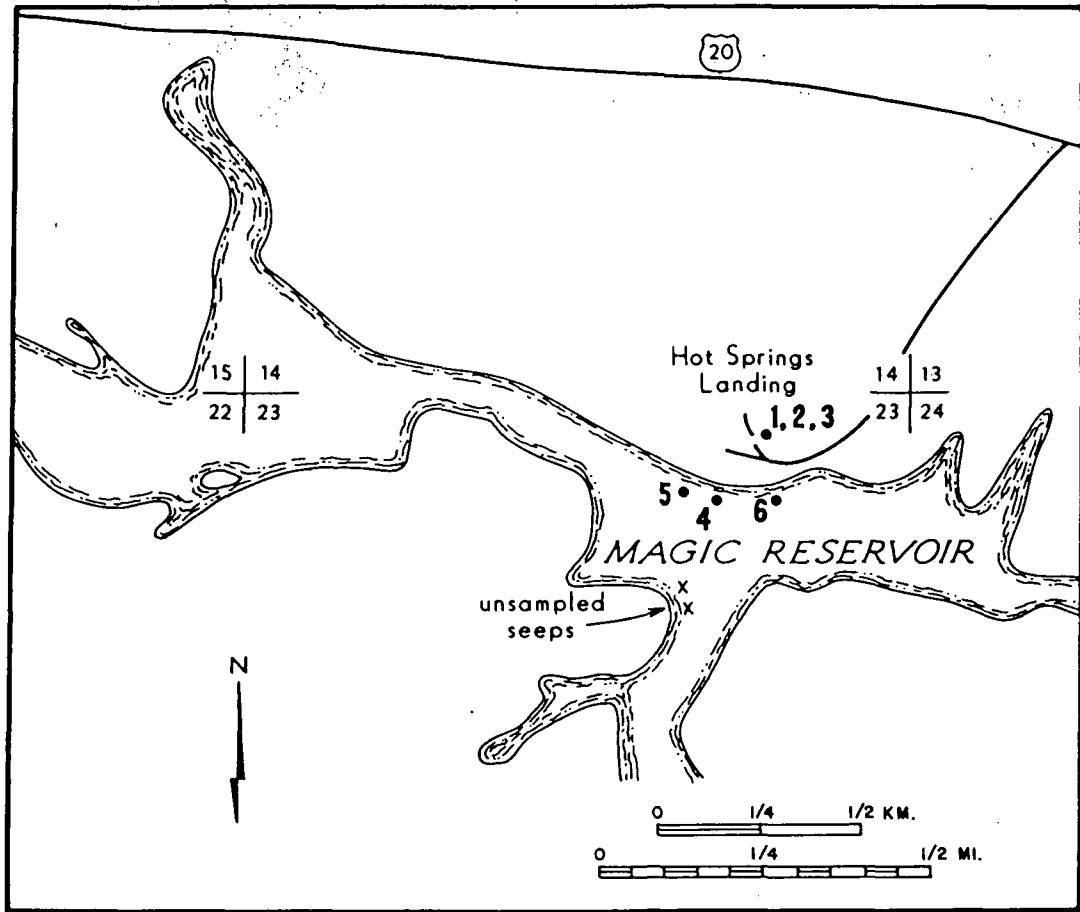 20
Hot Springs
Landing
15 14
22 23
14 13
23 24
1, 2, 3
5
4
6
MAGIC RESERVOIR
x
x
unsampled
seeps
N
0 1/4 1/2 KM.
0 1/4 1/2 MI.